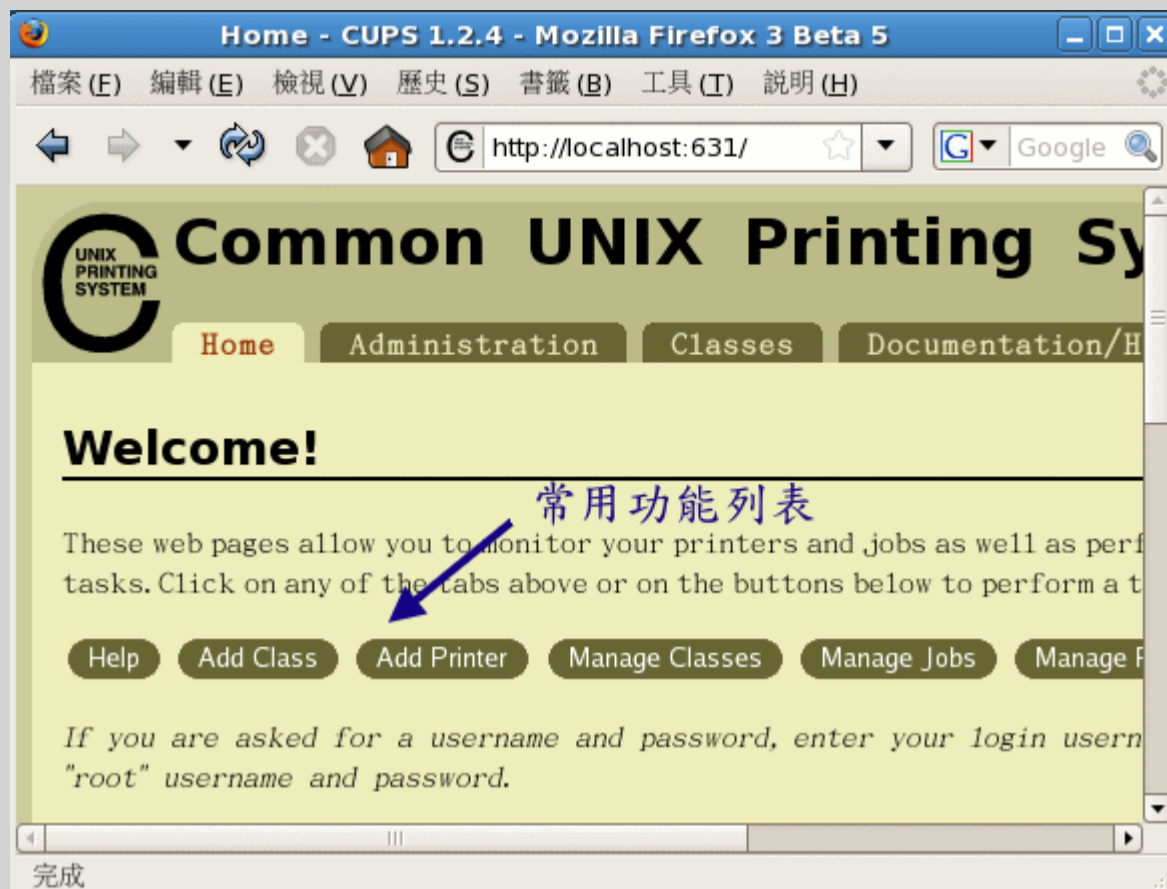 Home - CUPS 1.2.4 - Mozilla Firefox 3 Beta 5
檔案 (F) 編輯 (E) 檢視 (V) 歷史 (S) 書籤 (B) 工具 (T) 説明 (H)
http://localhost:631/ G Google
UNIX
PRINTING
SYSTEM
Common UNIX Printing Sy
Home Administration Classes Documentation/H
Welcome!
常用功能列表
These web pages allow you to monitor your printers and jobs as well as perf
tasks. Click on any of the tabs above or on the buttons below to perform a t
Help Add Class Add Printer Manage Classes Manage Jobs Manage P
If you are asked for a username and password, enter your login usern
"root" username and password.
完成